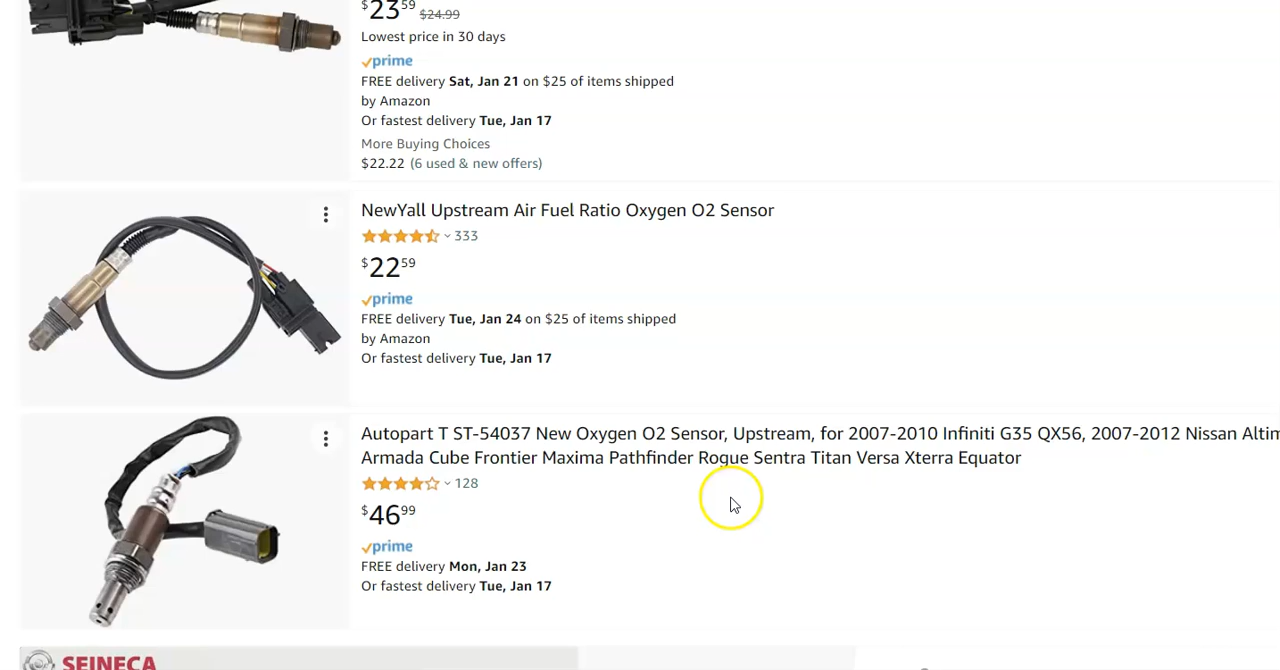 $23 59 $24.99
Lowest price in 30 days
prime
FREE delivery Sat, Jan 21 on $25 of items shipped
by Amazon
Or fastest delivery Tue, Jan 17
More Buying Choices
$22.22 (6 used & new offers)
NewYall Upstream Air Fuel Ratio Oxygen O2 Sensor
333
$22 59
prime
FREE delivery Tue, Jan 24 on $25 of items shipped
by Amazon
Or fastest delivery Tue, Jan 17
Autopart T ST-54037 New Oxygen O2 Sensor, Upstream, for 2007-2010 Infiniti G35 QX56, 2007-2012 Nissan Altim
Armada Cube Frontier Maxima Pathfinder Rogue Sentra Titan Versa Xterra Equator
128
$46 99
prime
FREE delivery Mon, Jan 23
Or fastest delivery Tue, Jan 17
SEINECA